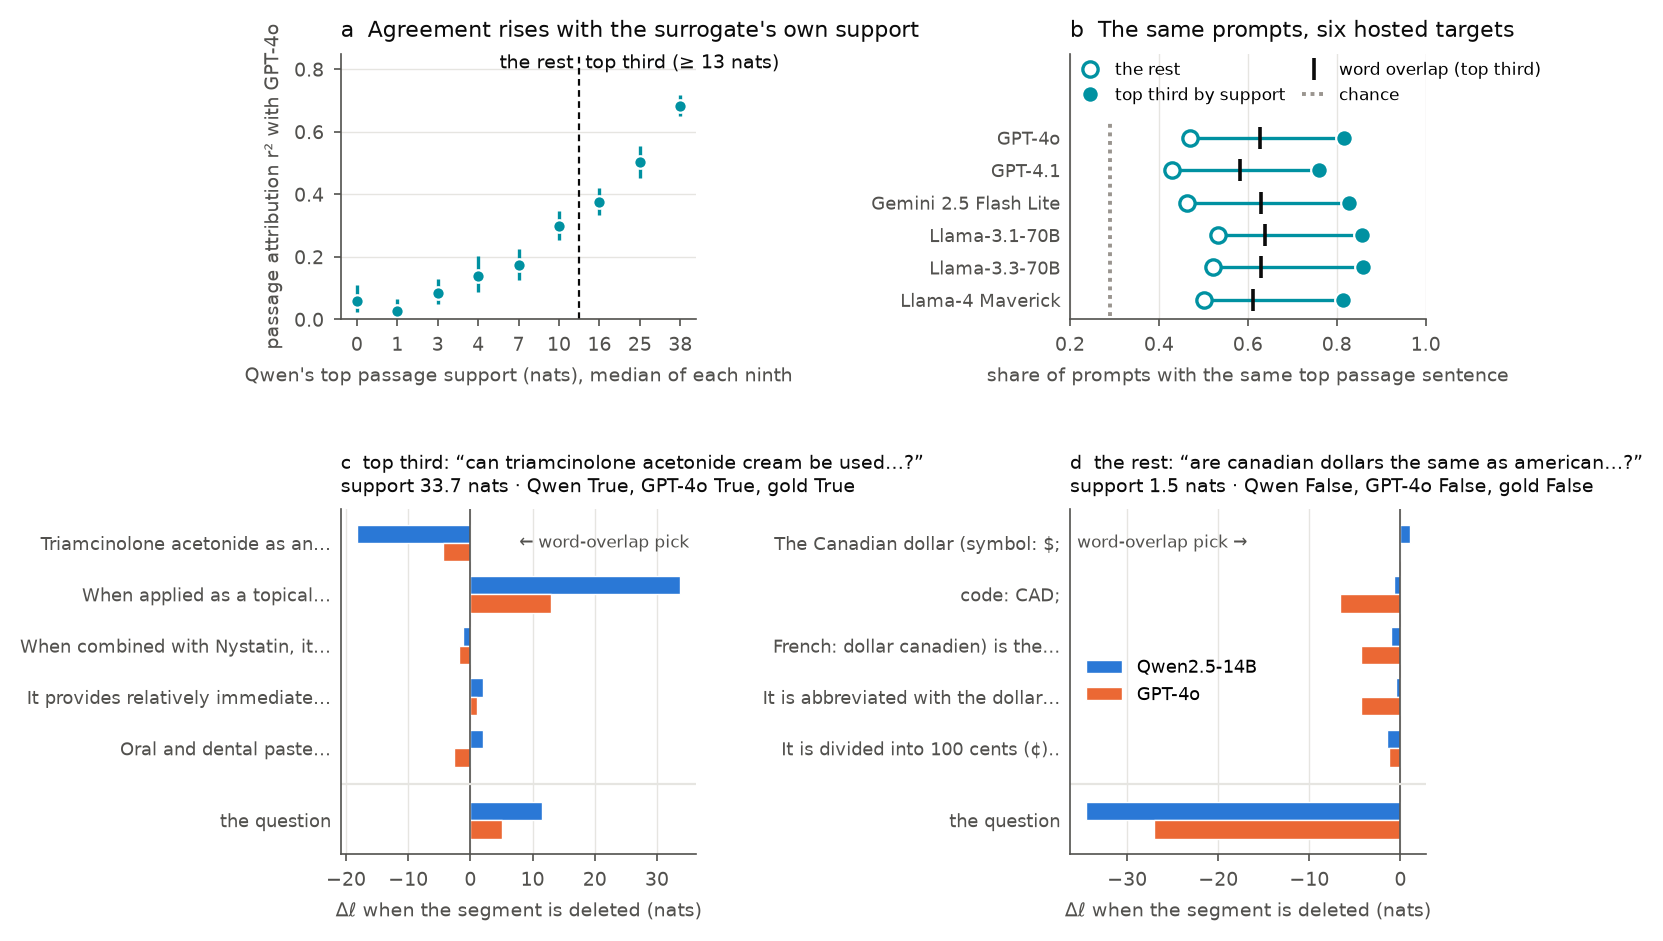 a  Agreement rises with the surrogate's own support
the rest
top third (≥ 13 nats)
passage attribution r² with GPT-4o
0.8
0.6
0.4
0.2
0.0
0 1 3 4 7 10 16 25 38
Qwen's top passage support (nats), median of each ninth
b  The same prompts, six hosted targets
the rest
top third by support
word overlap (top third)
chance
GPT-4o
GPT-4.1
Gemini 2.5 Flash Lite
Llama-3.1-70B
Llama-3.3-70B
Llama-4 Maverick
0.2 0.4 0.6 0.8 1.0
share of prompts with the same top passage sentence
c  top third: “can triamcinolone acetonide cream be used…?”
support 33.7 nats · Qwen True, GPT-4o True, gold True
Triamcinolone acetonide as an…
← word-overlap pick
When applied as a topical…
When combined with Nystatin, it…
It provides relatively immediate…
Oral and dental paste…
the question
−20 −10 0 10 20 30
Δℓ when the segment is deleted (nats)
d  the rest: “are canadian dollars the same as american…?”
support 1.5 nats · Qwen False, GPT-4o False, gold False
The Canadian dollar (symbol: $;
word-overlap pick →
code: CAD;
French: dollar canadien) is the…
It is abbreviated with the dollar…
It is divided into 100 cents (¢)..
the question
Qwen2.5-14B
GPT-4o
−30 −20 −10 0
Δℓ when the segment is deleted (nats)